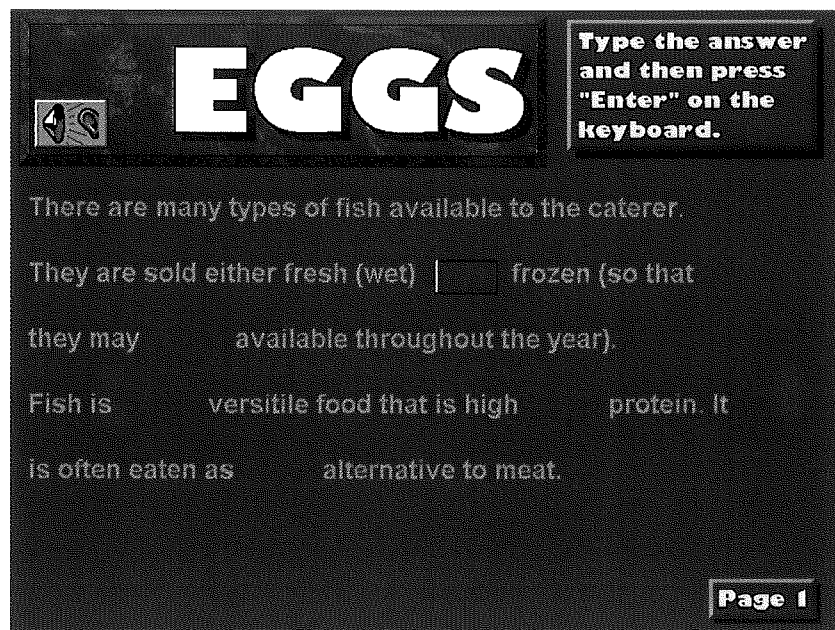 EGGS
Type the answer
and then press
"Enter" on the
keyboard.
There are many types of fish available to the caterer.
They are sold either fresh (wet) frozen (so that
they may available throughout the year).
Fish is versitile food that is high protein. It
is often eaten as alternative to meat.
Page 1